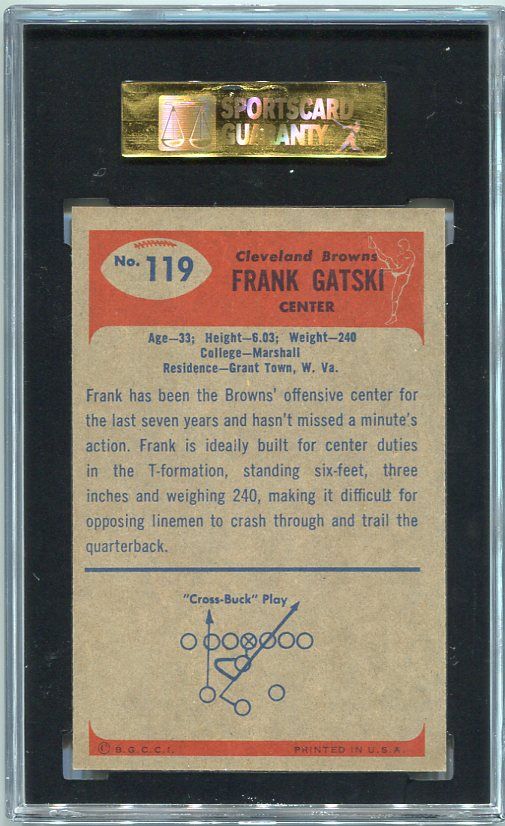 SPORTSCARD
GUARANTY
No. 119
Cleveland Browns
FRANK GATSKI
CENTER
Age—33; Height—6.03; Weight—240
College—Marshall
Residence—Grant Town, W. Va.
Frank has been the Browns' offensive center for
the last seven years and hasn't missed a minute's
action. Frank is ideaily built for center duties
in the T-formation, standing six-feet, three
inches and weighing 240, making it difficult for
opposing linemen to crash through and trail the
quarterback.
"Cross-Buck" Play
© B.G.C.C.I.
PRINTED IN U.S.A.